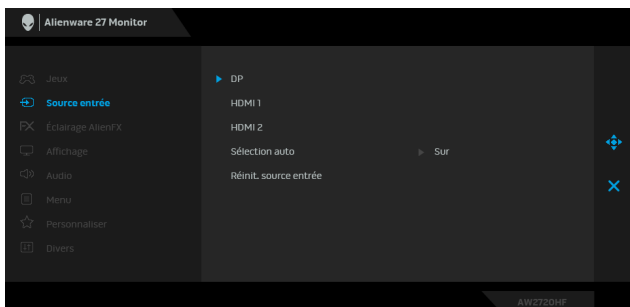 Alienware 27 Monitor
Jeux
Source entrée
FX Éclairage AlienFX
Affichage
Audio
Menu
Personnaliser
Divers
DP
HDMI 1
HDMI 2
Sélection auto Sur
Réinit. source entrée
AW2720HF